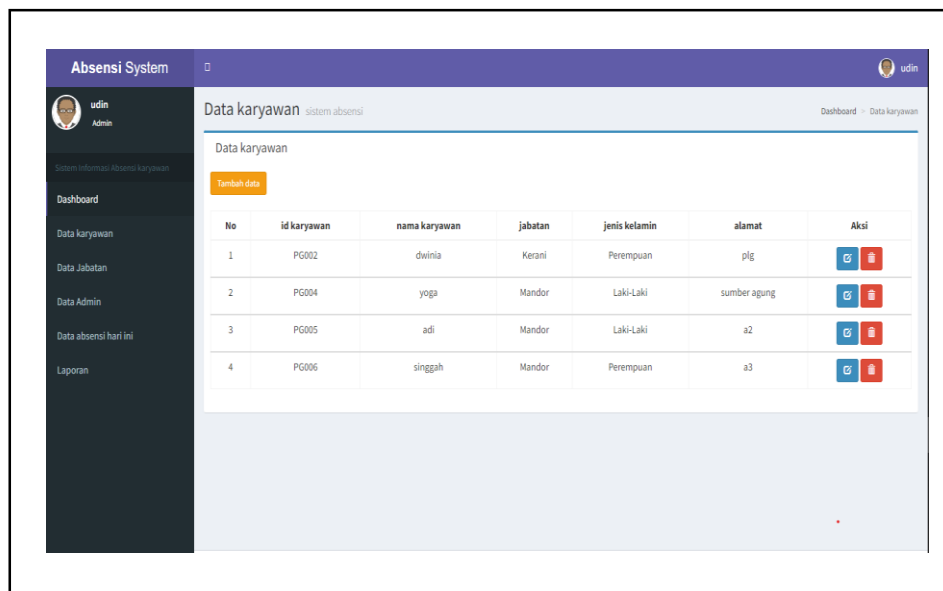 Absensi System
udin
udin
Admin
Sistem Informasi Absensi karyawan
Dashboard
Data karyawan
Data Jabatan
Data Admin
Data absensi hari ini
Laporan
Data karyawan sistem absensi
Dashboard > Data karyawan
Data karyawan
Tambah data
No id karyawan nama karyawan jabatan jenis kelamin alamat Aksi
1 PG002 dwinia Kerani Perempuan plg
2 PG004 yoga Mandor Laki-Laki sumber agung
3 PG005 adi Mandor Laki-Laki a2
4 PG006 singgah Mandor Perempuan a3